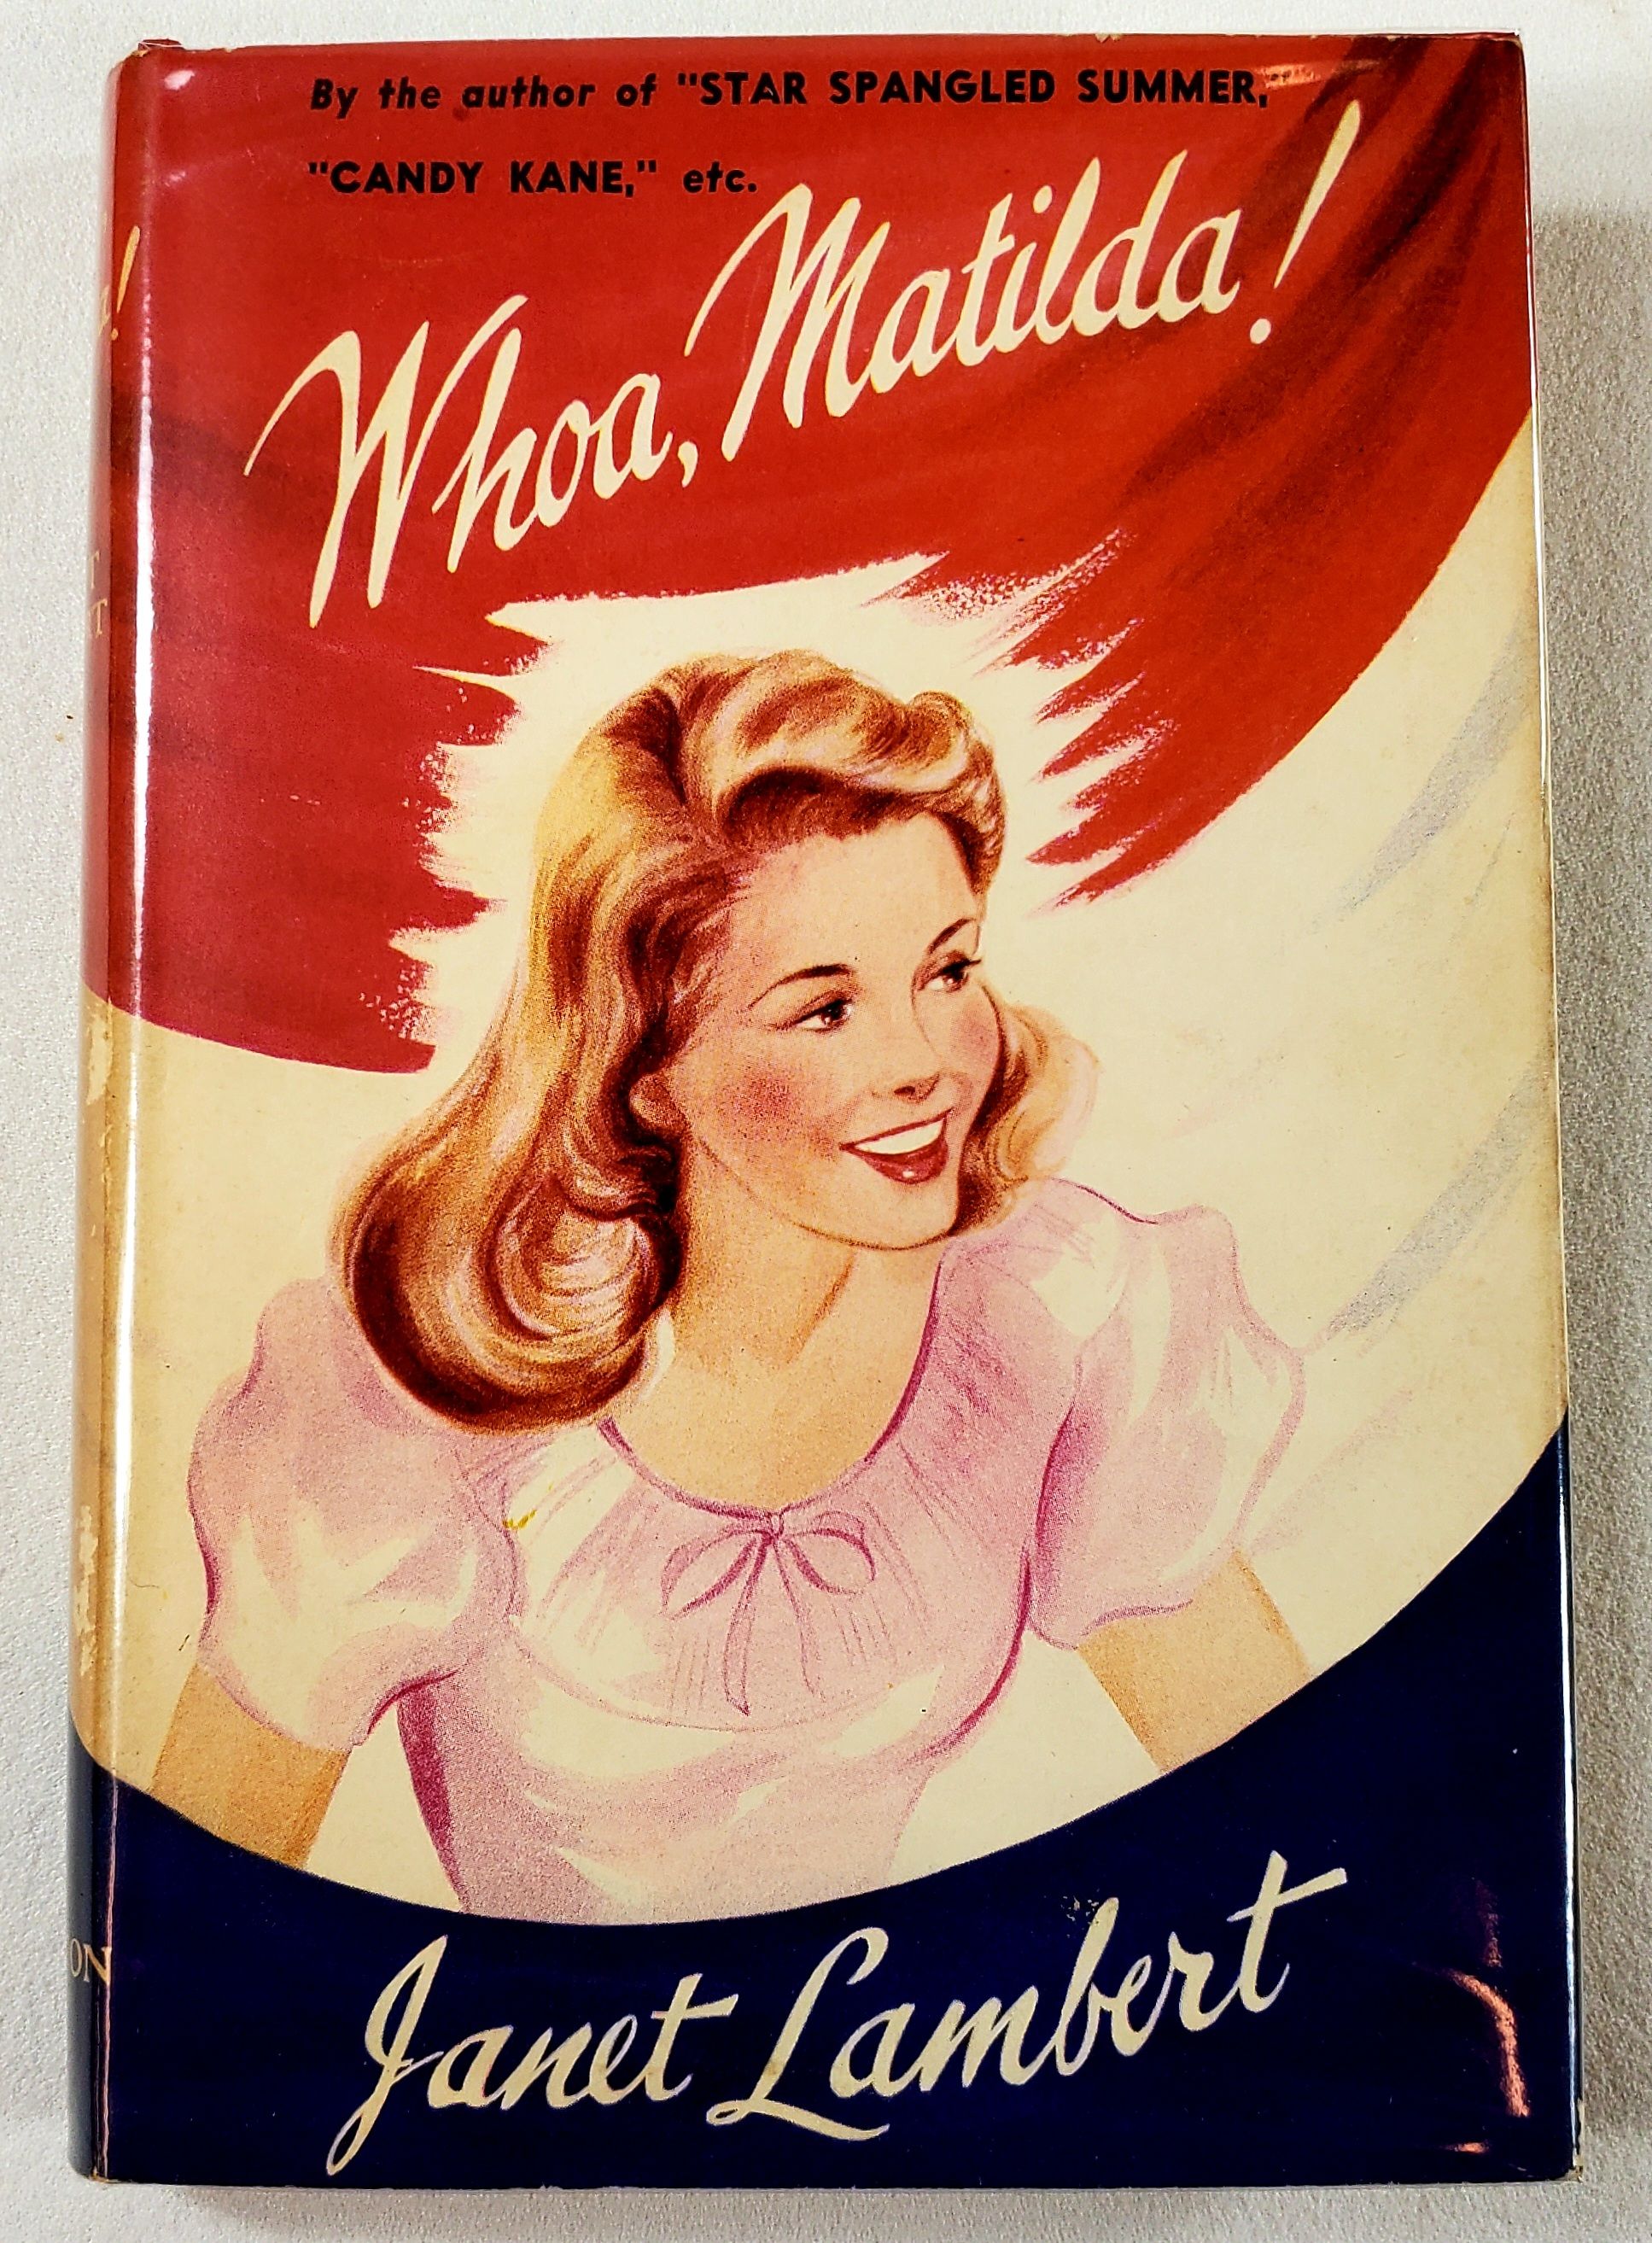 By the author of "STAR SPANGLED SUMMER,"
"CANDY KANE," etc.
Whoa, Matilda!
Janet Lambert